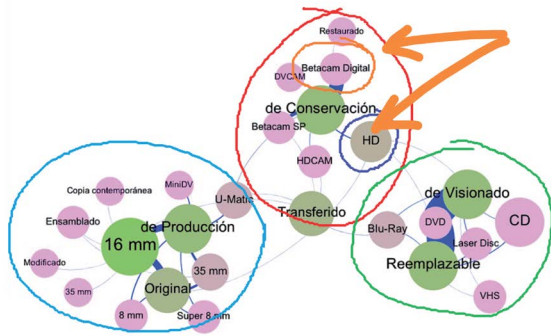 Restaurado
Betacam Digital
DVCAM
de Conservación
Betacam SP
HD
HDCAM
MiniDV
Copia contemporánea
U-Matic
Transferido
de Visionado
Ensamblado
de Producción
Blu-Ray
DVD
CD
16 mm
Laser Disc
Modificado
35 mm
Reemplazable
35 mm
Original
8 mm
Super 8 mm
VHS